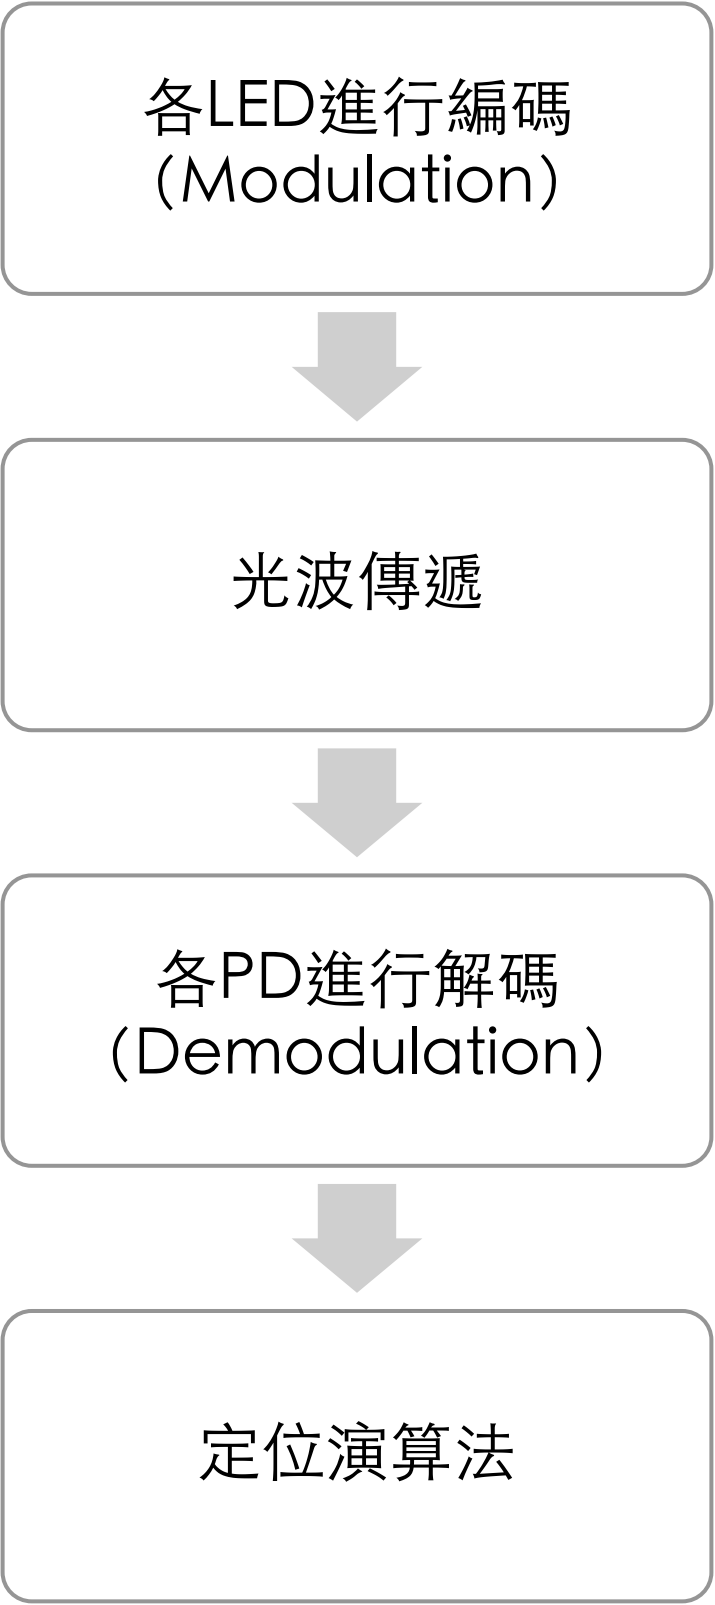 各LED進行編碼
（Modulation）
光波傳遞
各PD進行解碼
（Demodulation）
定位演算法